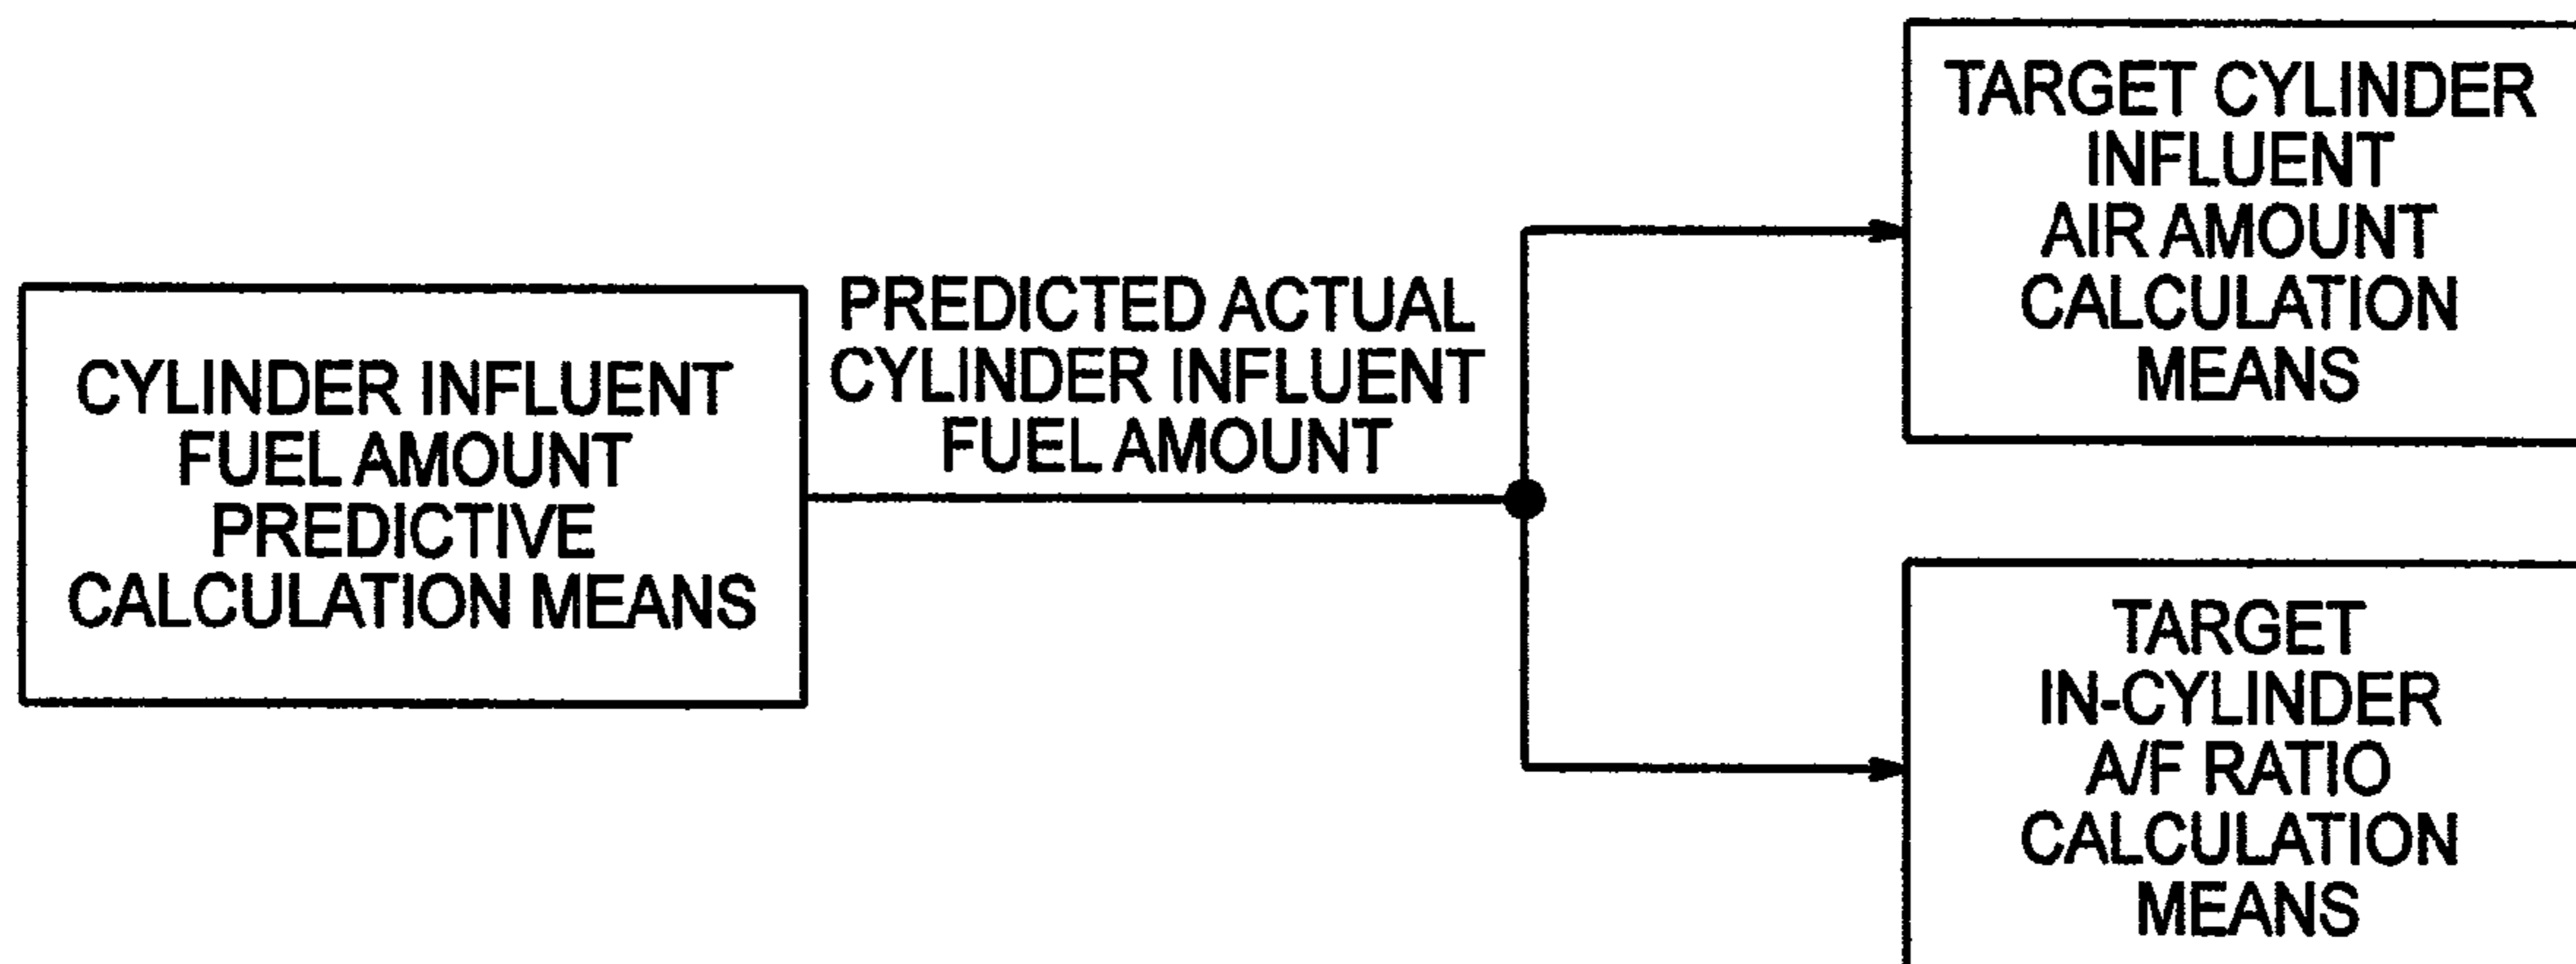 CYLINDER INFLUENT
FUEL AMOUNT
PREDICTIVE
CALCULATION MEANS
PREDICTED ACTUAL
CYLINDER INFLUENT
FUEL AMOUNT
TARGET CYLINDER
INFLUENT
AIR AMOUNT
CALCULATION
MEANS
TARGET
IN-CYLINDER
A/F RATIO
CALCULATION
MEANS